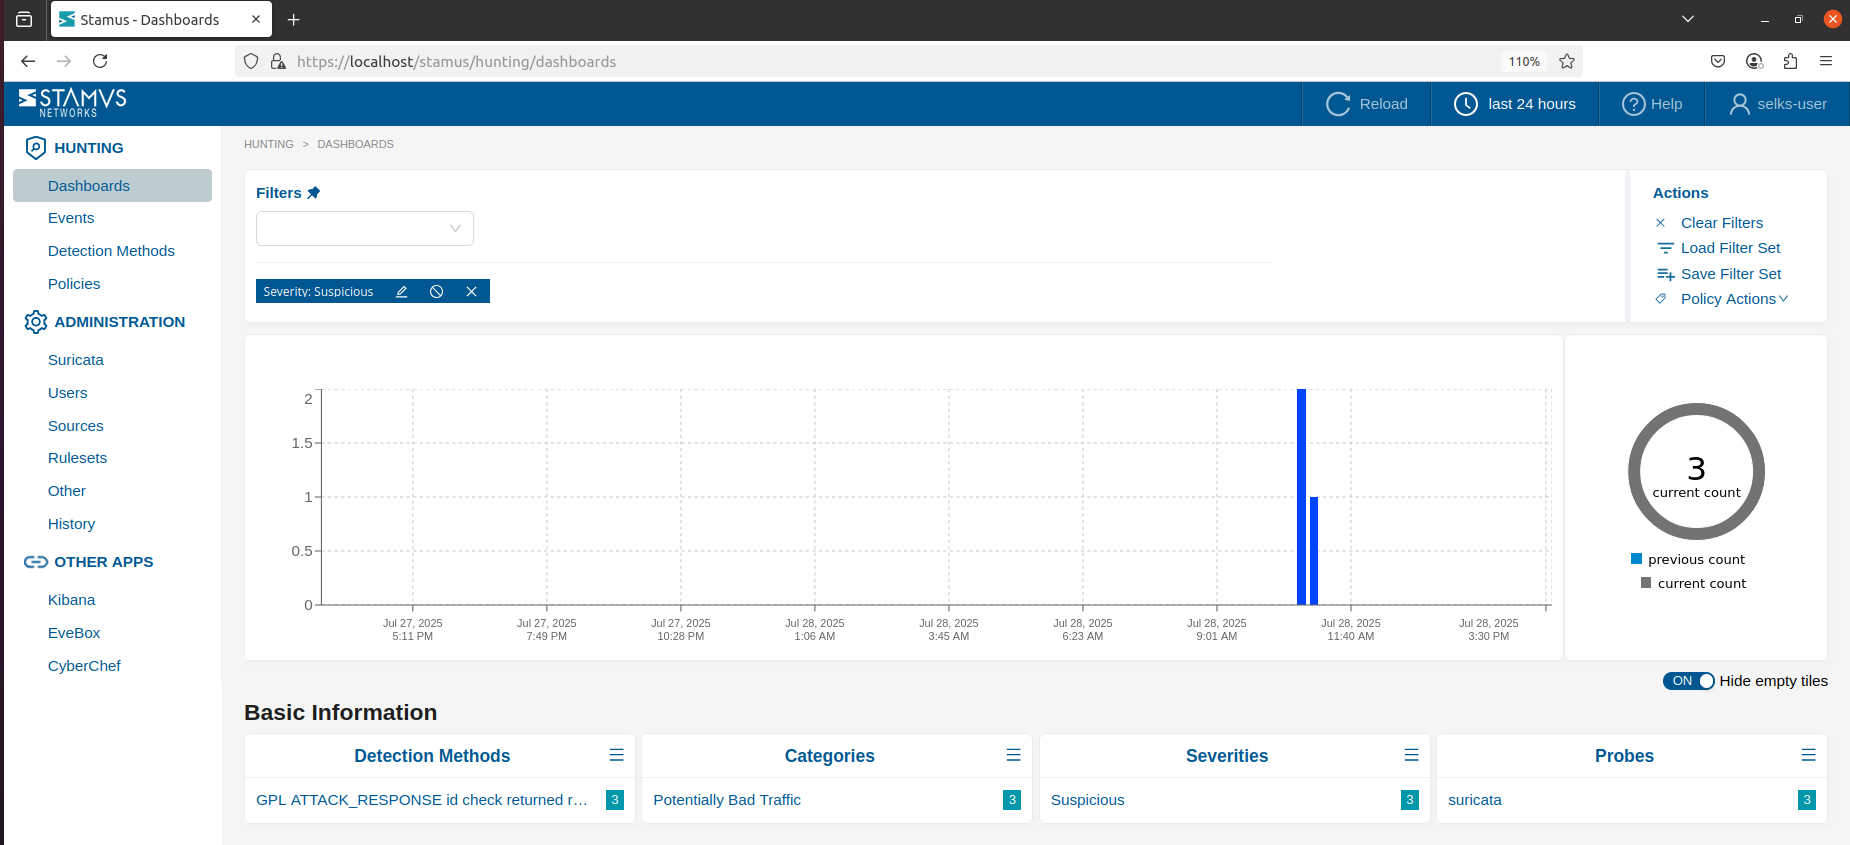 Stamus - Dashboards
https://localhost/stamus/hunting/dashboards
110%
STAMVS
NETWORKS
Reload
last 24 hours
Help
selks-user
HUNTING
Dashboards
Events
Detection Methods
Policies
ADMINISTRATION
Suricata
Users
Sources
Rulesets
Other
History
OTHER APPS
Kibana
EveBox
CyberChef
HUNTING > DASHBOARDS
Filters
Severity: Suspicious
Actions
Clear Filters
Load Filter Set
Save Filter Set
Policy Actions
2
1.5
1
0.5
0
Jul 27, 2025
5:11 PM
Jul 27, 2025
7:49 PM
Jul 27, 2025
10:28 PM
Jul 28, 2025
1:06 AM
Jul 28, 2025
3:45 AM
Jul 28, 2025
6:23 AM
Jul 28, 2025
9:01 AM
Jul 28, 2025
11:40 AM
Jul 28, 2025
3:30 PM
3
current count
previous count
current count
ON Hide empty tiles
Basic Information
Detection Methods
GPL ATTACK_RESPONSE id check returned r... 3
Categories
Potentially Bad Traffic 3
Severities
Suspicious 3
Probes
suricata 3